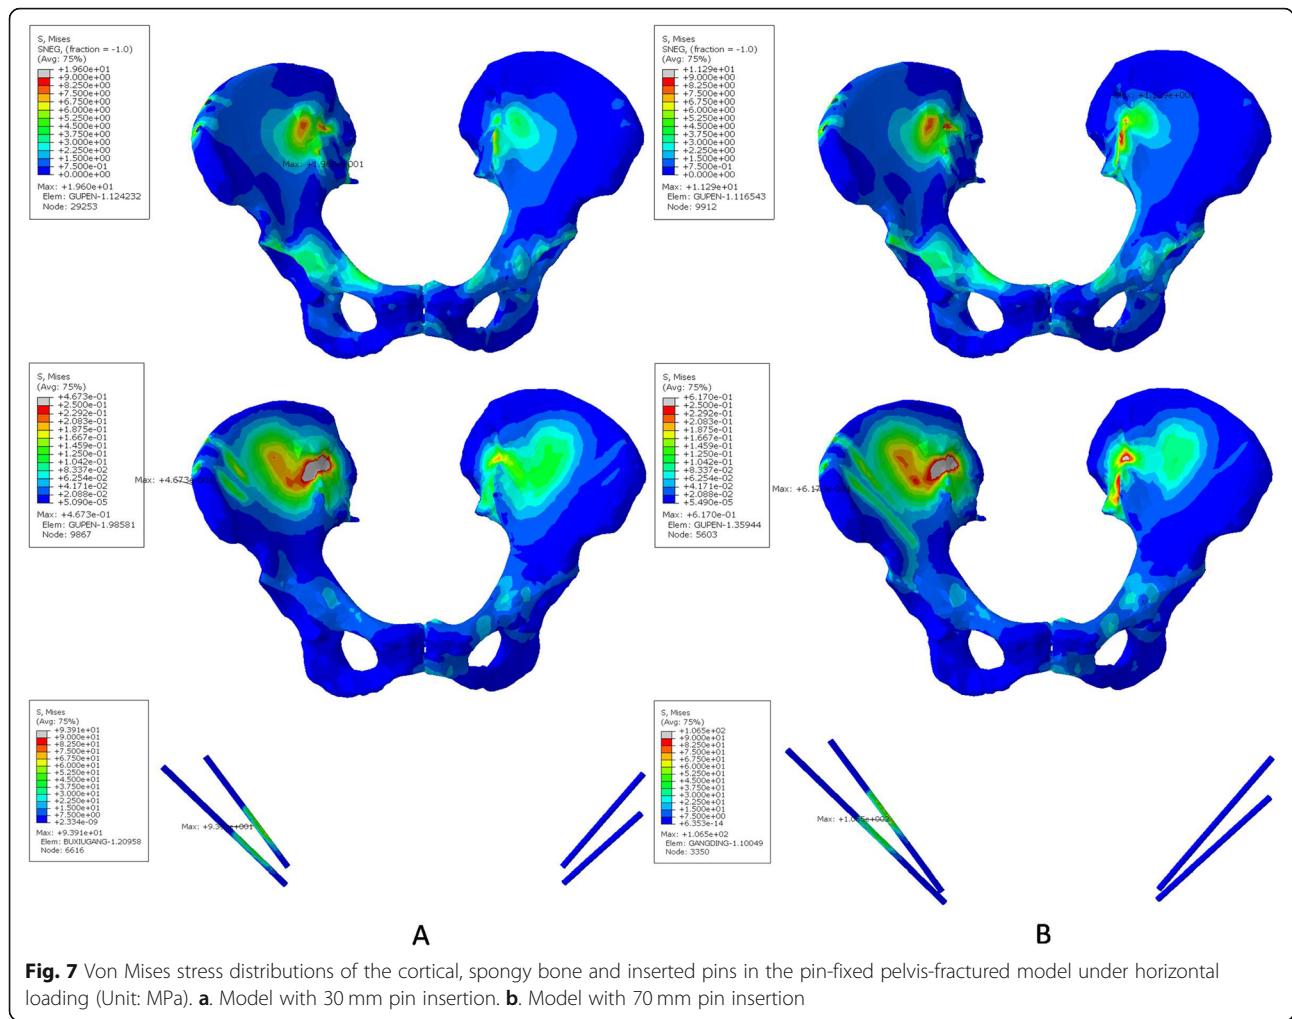 S, Mises
SNEG, (fraction = -1.0)
(Avg: 75%)
+1.960e+01
+9.000e+00
+8.250e+00
+7.500e+00
+6.750e+00
+6.000e+00
+5.250e+00
+4.500e+00
+3.750e+00
+3.000e+00
+2.250e+00
+1.500e+00
+7.500e-01
+0.000e+00
Max: +1.960e+01
Elem: GUPEN-1.124232
Node: 29253
S, Mises
SNEG, (fraction = -1.0)
(Avg: 75%)
+1.129e+01
+9.000e+00
+8.250e+00
+7.500e+00
+6.750e+00
+6.000e+00
+5.250e+00
+4.500e+00
+3.750e+00
+3.000e+00
+2.250e+00
+1.500e+00
+7.500e-01
+0.000e+00
Max: +1.129e+01
Elem: GUPEN-1.116543
Node: 9912
S, Mises
(Avg: 75%)
+4.673e-01
+2.500e-01
+2.292e-01
+2.083e-01
+1.875e-01
+1.667e-01
+1.459e-01
+1.250e-01
+1.042e-01
+8.337e-02
+6.254e-02
+4.171e-02
+2.088e-02
+5.090e-05
Max: +4.673e-01
Elem: GUPEN-1.98581
Node: 9867
S, Mises
(Avg: 75%)
+6.170e-01
+2.500e-01
+2.292e-01
+2.083e-01
+1.875e-01
+1.667e-01
+1.459e-01
+1.250e-01
+1.042e-01
+8.337e-02
+6.254e-02
+4.171e-02
+2.088e-02
+5.490e-05
Max: +6.170e-01
Elem: GUPEN-1.35944
Node: 5603
S, Mises
(Avg: 75%)
+9.391e+01
+9.000e+01
+8.250e+01
+7.500e+01
+6.750e+01
+6.000e+01
+5.250e+01
+4.500e+01
+3.750e+01
+3.000e+01
+2.250e+01
+1.500e+01
+7.500e+00
+2.334e-09
Max: +9.391e+01
Elem: BUXIUGANG-1.20958
Node: 6616
S, Mises
(Avg: 75%)
+1.065e+02
+9.000e+01
+8.250e+01
+7.500e+01
+6.750e+01
+6.000e+01
+5.250e+01
+4.500e+01
+3.750e+01
+3.000e+01
+2.250e+01
+1.500e+01
+7.500e+00
+6.353e-14
Max: +1.065e+02
Elem: GANGDING-1.10049
Node: 3350
A
B
Fig. 7 Von Mises stress distributions of the cortical, spongy bone and inserted pins in the pin-fixed pelvis-fractured model under horizontal
loading (Unit: MPa). a. Model with 30 mm pin insertion. b. Model with 70 mm pin insertion